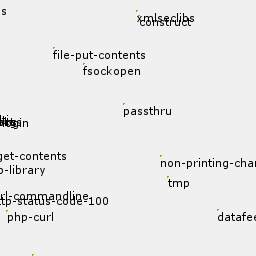 s
xmlseclibs
construct
file-put-contents
fsockopen
passthru
get-contents
non-printing-char
o-library
tmp
rl-commandline
ttp-status-code-100
php-curl
datafee